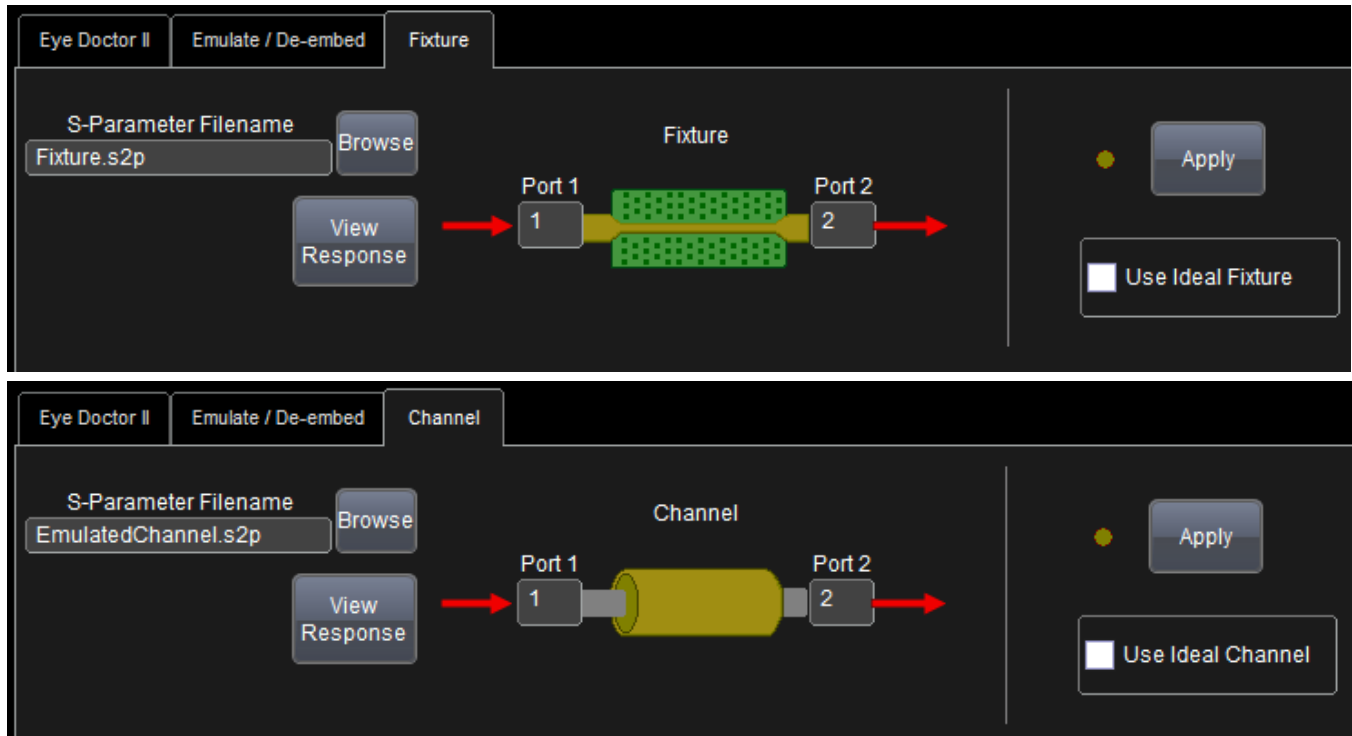 Eye Doctor II
Emulate / De-embed
Fixture
S-Parameter Filename
Fixture.s2p
Browse
View
Response
Fixture
Port 1
1
Port 2
2
Apply
Use Ideal Fixture
Eye Doctor II
Emulate / De-embed
Channel
S-Parameter Filename
EmulatedChannel.s2p
Browse
View
Response
Channel
Port 1
1
Port 2
2
Apply
Use Ideal Channel